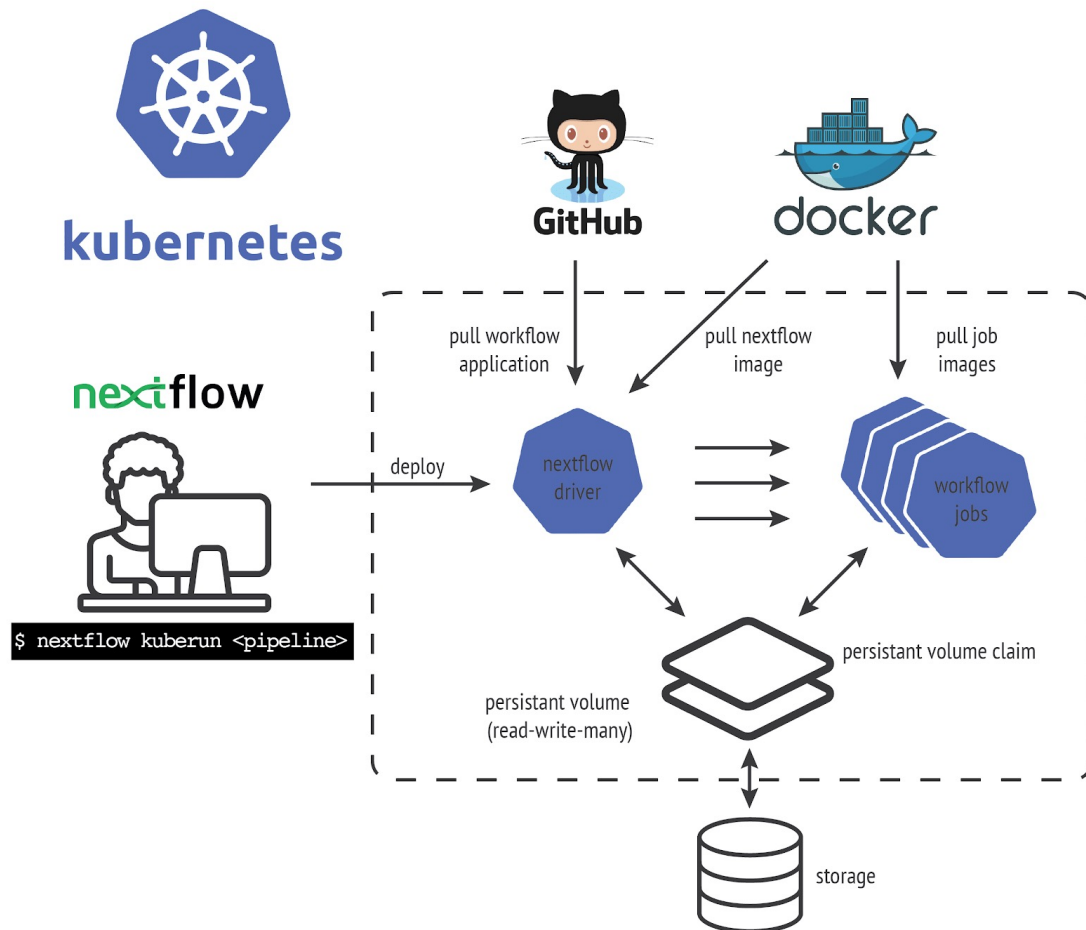 kubernetes
GitHub
docker
pull workflow
application
pull nextflow
image
pull job
images
nextflow
deploy
nextflow
driver
workflow
jobs
$ nextflow kuberun <pipeline>
persistant volume claim
persistant volume
(read-write-many)
storage